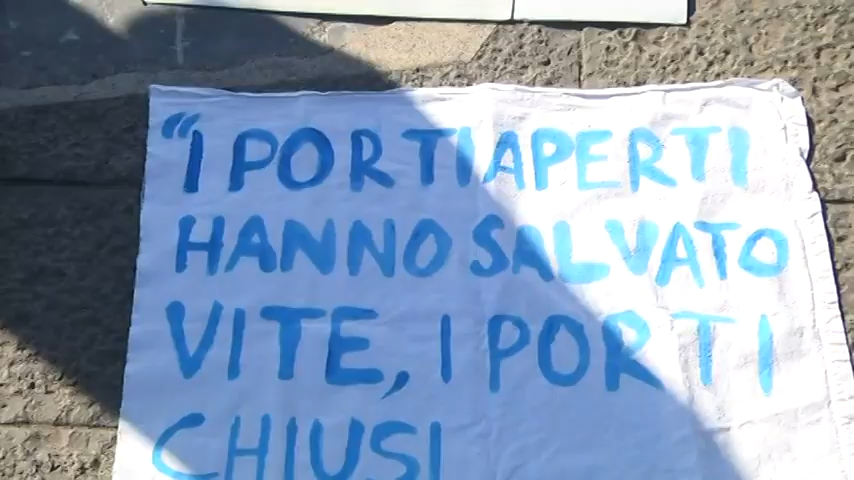 “I PORTI APERTI
HANNO SALVATO
VITE, I PORTI
CHIUSI